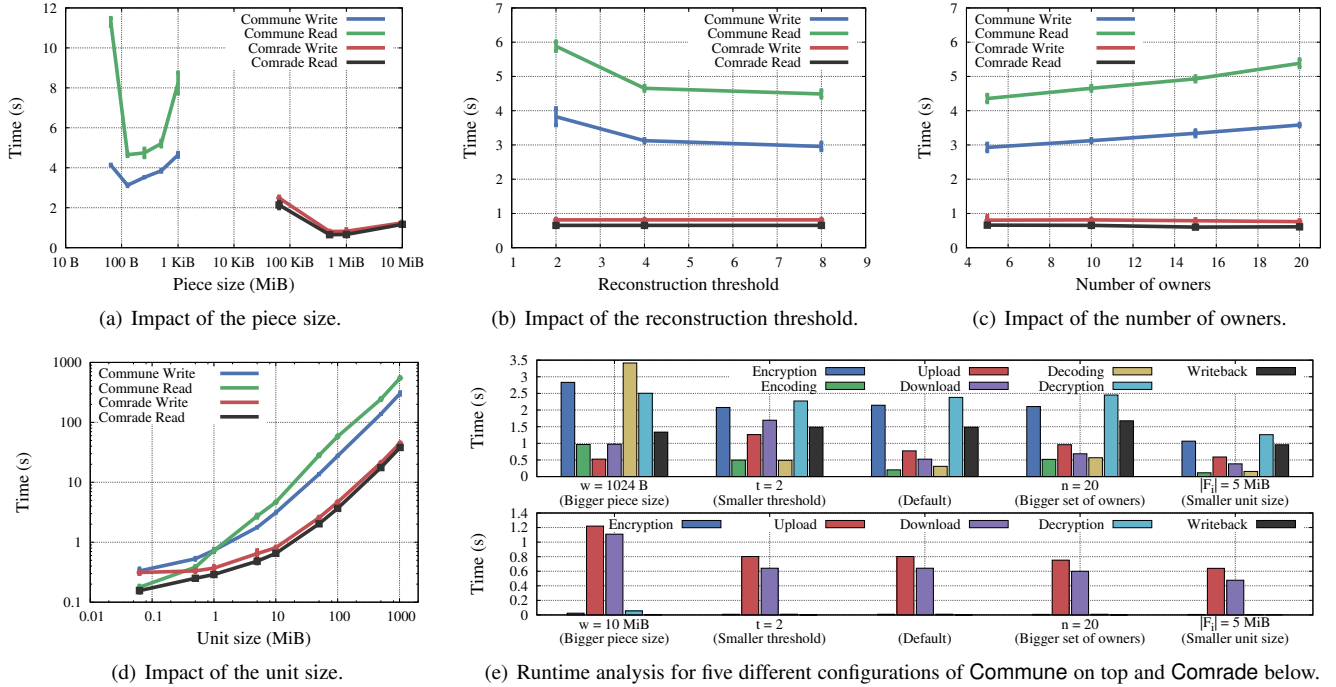 12
10
8
6
4
2
0
Time (s)
Commune Write
Commune Read
Comrade Write
Comrade Read
10 B 100 B 1 KiB 10 KiB 100 KiB 1 MiB 10 MiB
Piece size (MiB)
(a) Impact of the piece size.
7
6
5
4
3
2
1
0
Time (s)
Commune Write
Commune Read
Comrade Write
Comrade Read
1 2 3 4 5 6 7 8 9
Reconstruction threshold
(b) Impact of the reconstruction threshold.
7
6
5
4
3
2
1
0
Time (s)
Commune Write
Commune Read
Comrade Write
Comrade Read
4 6 8 10 12 14 16 18 20
Number of owners
(c) Impact of the number of owners.
1000
100
10
1
0.1
Time (s)
Commune Write
Commune Read
Comrade Write
Comrade Read
0.01 0.1 1 10 100 1000
Unit size (MiB)
(d) Impact of the unit size.
3.5
3
2.5
2
1.5
1
0.5
0
Time (s)
Encryption Upload Decoding Writeback
Encoding Download Decryption
w = 1024 B t = 2 n = 20 |F_i| = 5 MiB
(Bigger piece size) (Smaller threshold) (Default) (Bigger set of owners) (Smaller unit size)
1.4
1.2
1
0.8
0.6
0.4
0.2
0
Time (s)
Encryption Upload Download Decryption Writeback
w = 10 MiB t = 2 n = 20 |F_i| = 5 MiB
(Bigger piece size) (Smaller threshold) (Default) (Bigger set of owners) (Smaller unit size)
(e) Runtime analysis for five different configurations of Commune on top and Comrade below.